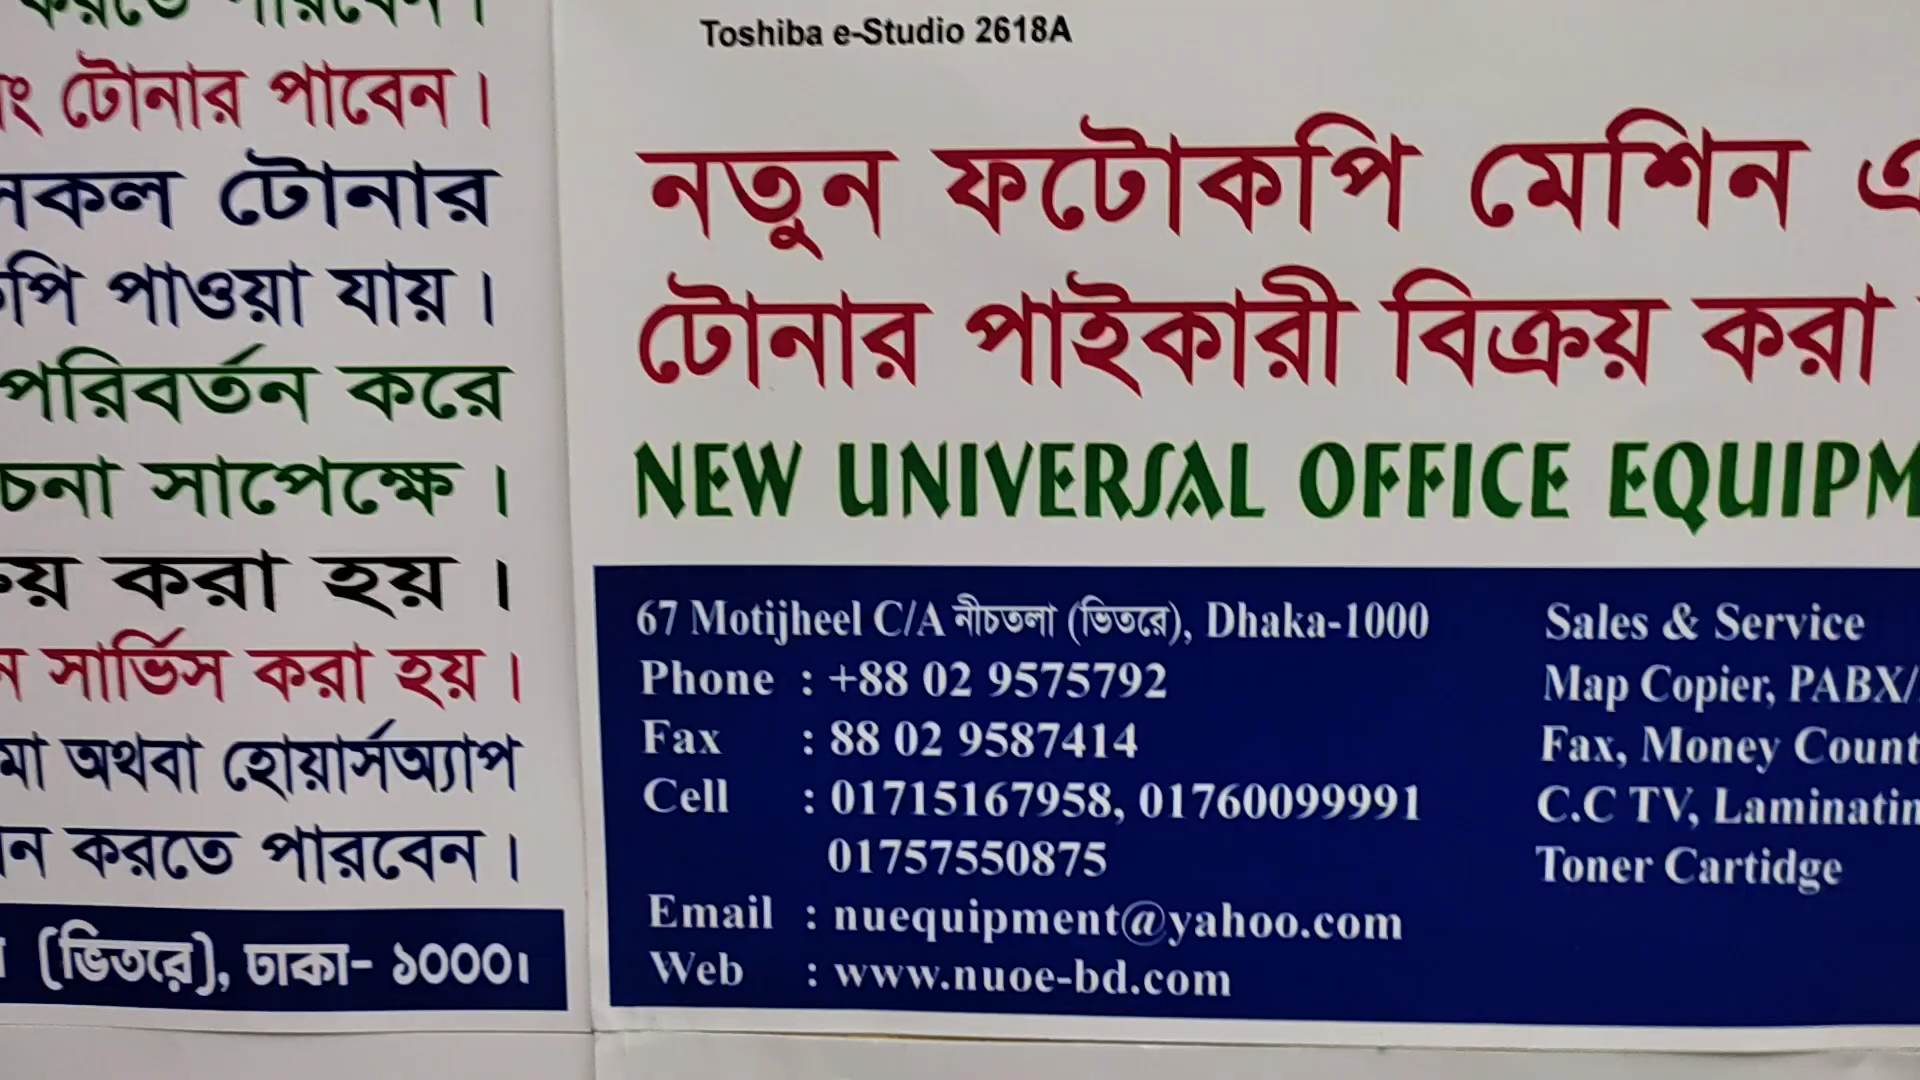 করতে পারবেন।
টোনার পাবেন।
সকল টোনার
পাওয়া যায়।
পরিবর্তন করে
সাপেক্ষে।
করা হয়।
সার্ভিস করা হয়।
অথবা হোয়ার্সঅ্যাপ
করতে পারবেন।
(ভিতরে), ঢাকা- ১০০০।
Toshiba e-Studio 2618A
নতুন ফটোকপি মেশিন এ
টোনার পাইকারী বিক্রয় করা
NEW UNIVERSAL OFFICE EQUIPM
67 Motijheel C/A নীচতলা (ভিতরে), Dhaka-1000
Phone : +88 02 9575792
Fax : 88 02 9587414
Cell : 01715167958, 01760099991
01757550875
Email : nuequipment@yahoo.com
Web : www.nuoe-bd.com
Sales & Service
Map Copier, PABX/
Fax, Money Count
C.C TV, Laminatin
Toner Cartidge